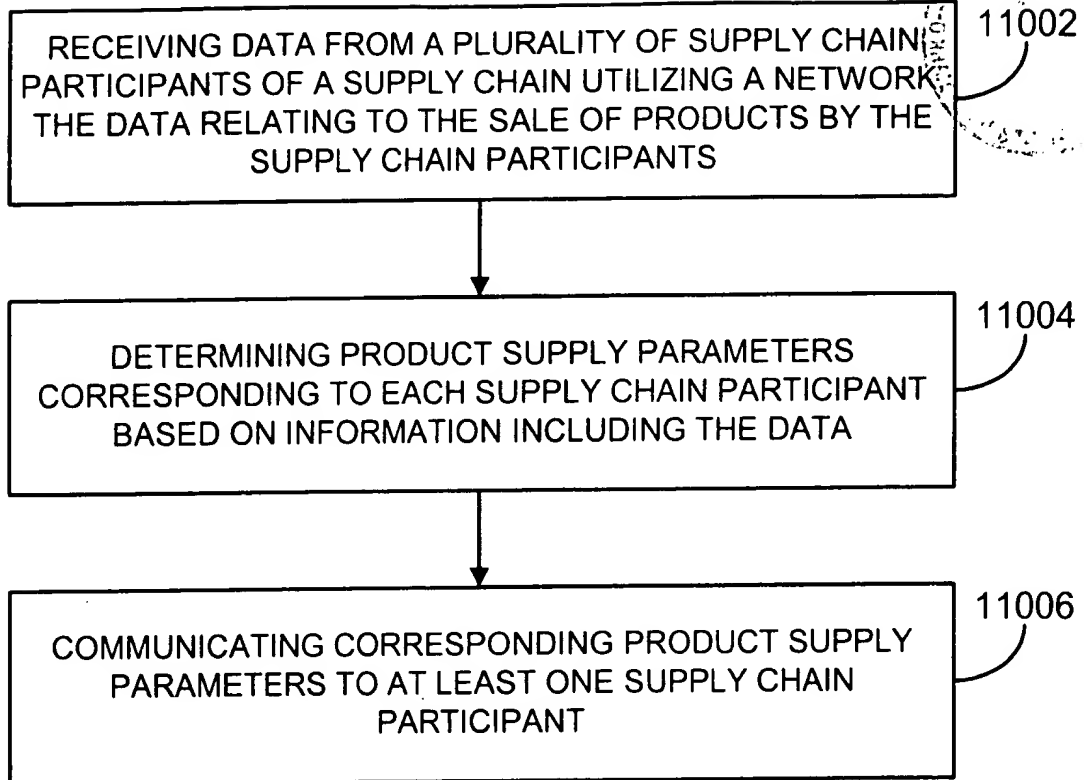 RECEIVING DATA FROM A PLURALITY OF SUPPLY CHAIN
PARTICIPANTS OF A SUPPLY CHAIN UTILIZING A NETWORK
THE DATA RELATING TO THE SALE OF PRODUCTS BY THE
SUPPLY CHAIN PARTICIPANTS
11002
DETERMINING PRODUCT SUPPLY PARAMETERS
CORRESPONDING TO EACH SUPPLY CHAIN PARTICIPANT
BASED ON INFORMATION INCLUDING THE DATA
11004
COMMUNICATING CORRESPONDING PRODUCT SUPPLY
PARAMETERS TO AT LEAST ONE SUPPLY CHAIN
PARTICIPANT
11006